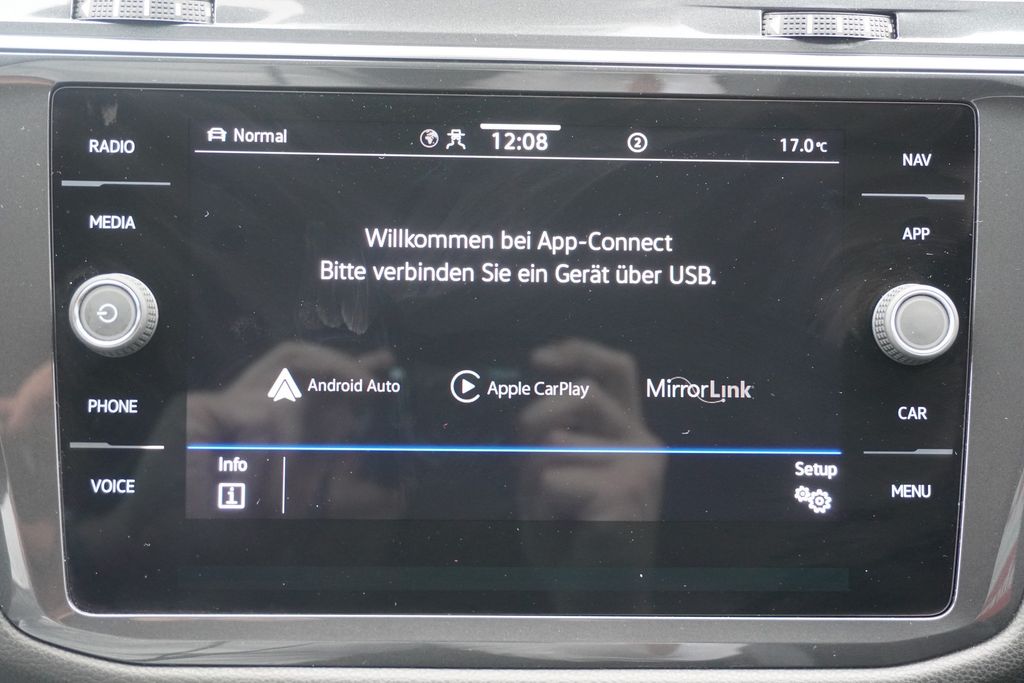 RADIO
MEDIA
PHONE
VOICE
Normal
12:08
2
17.0°C
Willkommen bei App-Connect
Bitte verbinden Sie ein Gerät über USB.
Android Auto
Apple CarPlay
MirrorLink
Info
Setup
NAV
APP
CAR
MENU